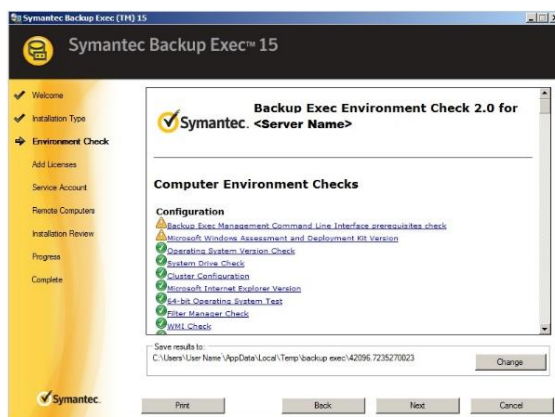 Symantec Backup Exec (TM) 15
Symantec Backup Exec™ 15
Welcome
Installation Type
Environment Check
Add Licenses
Service Account
Remote Computers
Installation Review
Progress
Complete
Symantec.
Backup Exec Environment Check 2.0 for
Symantec. <Server Name>
Computer Environment Checks
Configuration
Backup Exec Management Command Line Interface prerequisites check
Microsoft Windows Assessment and Deployment Kit Version
Operating System Version Check
System Drive Check
Cluster Configuration
Microsoft Internet Explorer Version
64-bit Operating System Test
Filter Manager Check
WMI Check
Save results to:
C:\Users\User Name\AppData\Local\Temp\backup exec\42096.7235270023
Change
Print
Back
Next
Cancel